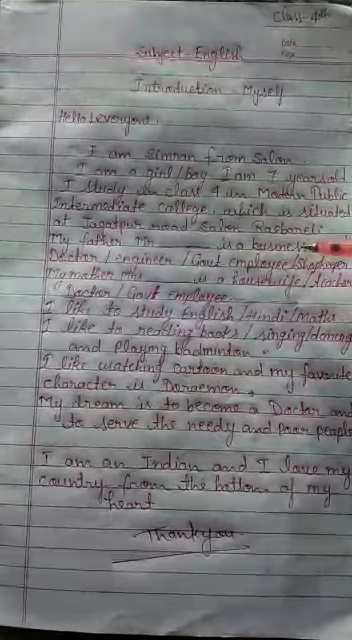 Class-4th
Date
Page
Subject-English
Introduction Myself
Hello everyone.
I am Simran from Salon.
I am a girl/boy I am 7 years old
I study in class 4 in Modern Public
Intermediate college, which is situated
at Jagatpur road Salon Raebareli
My father Mr. ______ is a business
Doctor/engineer/Govt employee/Shopkeeper
My mother Mrs ______ is a housewife/teacher
Doctor/Govt employee.
I like to study English/Hindi/Maths
I like to reading books/singing/dancing
and playing badminton.
I like watching cartoon and my favorite
character is Doraemon.
My dream is to become a Doctor and
to serve the needy and poor people
I am an Indian and I love my
country from the bottom of my
heart
Thankyou